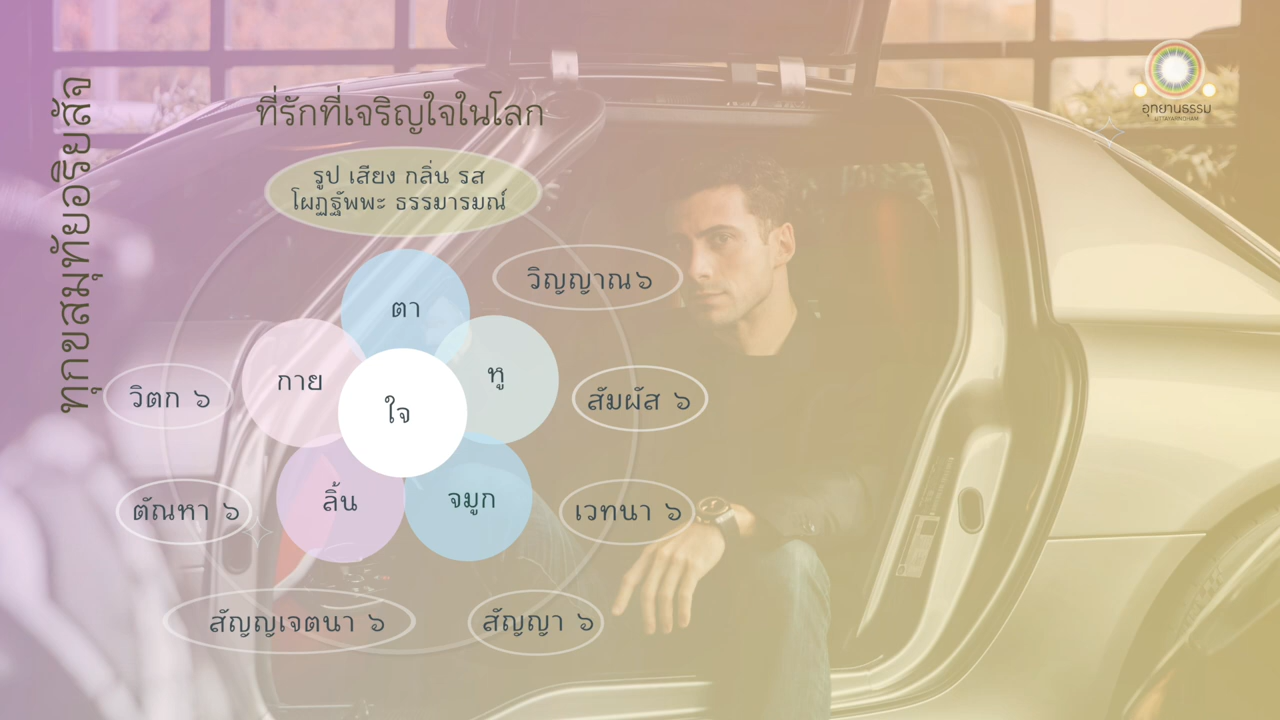 ทุกขสมุทัยอริยสัจ
ที่รักที่เจริญใจในโลก
รูป เสียง กลิ่น รส
โผฏฐัพพะ ธรรมารมณ์
วิญญาณ๖
ตา
หู
กาย
ใจ
วิตก ๖
สัมผัส ๖
ลิ้น
จมูก
ตัณหา ๖
เวทนา ๖
สัญญเจตนา ๖
สัญญา ๖
อุทยานธรรม
UTTAYARNDHAM